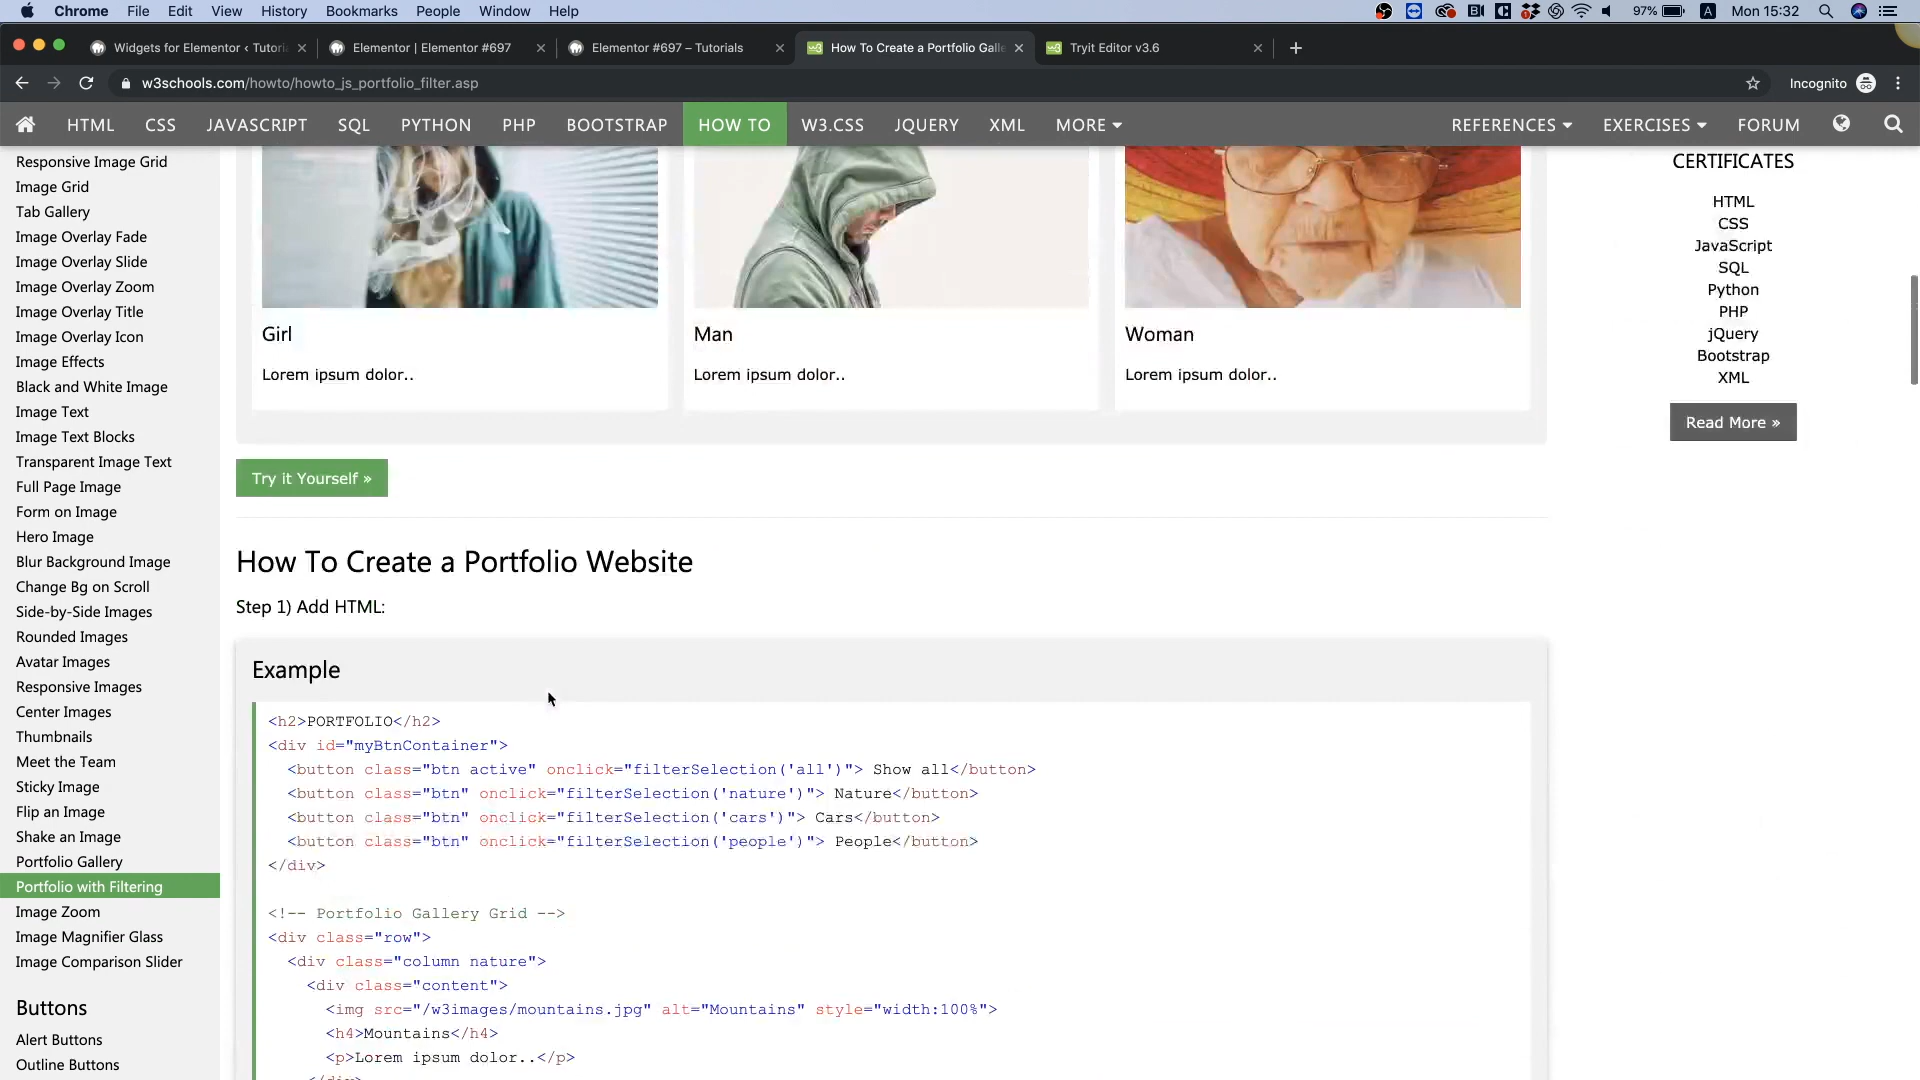 Chrome File Edit View History Bookmarks People Window Help 97% A Mon 15:32
Widgets for Elementor ‹ Tutori Elementor | Elementor #697 Elementor #697 – Tutorials How To Create a Portfolio Galle Tryit Editor v3.6
w3schools.com/howto/howto_js_portfolio_filter.asp Incognito
HTML CSS JAVASCRIPT SQL PYTHON PHP BOOTSTRAP HOW TO W3.CSS JQUERY XML MORE REFERENCES EXERCISES FORUM
Responsive Image Grid
Image Grid
Tab Gallery
Image Overlay Fade
Image Overlay Slide
Image Overlay Zoom
Image Overlay Title
Image Overlay Icon
Image Effects
Black and White Image
Image Text
Image Text Blocks
Transparent Image Text
Full Page Image
Form on Image
Hero Image
Blur Background Image
Change Bg on Scroll
Side-by-Side Images
Rounded Images
Avatar Images
Responsive Images
Center Images
Thumbnails
Meet the Team
Sticky Image
Flip an Image
Shake an Image
Portfolio Gallery
Portfolio with Filtering
Image Zoom
Image Magnifier Glass
Image Comparison Slider
Buttons
Alert Buttons
Outline Buttons
Girl
Lorem ipsum dolor..
Man
Lorem ipsum dolor..
Woman
Lorem ipsum dolor..
Try it Yourself »
How To Create a Portfolio Website
Step 1) Add HTML:
Example
<h2>PORTFOLIO</h2>
<div id="myBtnContainer">
<button class="btn active" onclick="filterSelection('all')"> Show all</button>
<button class="btn" onclick="filterSelection('nature')"> Nature</button>
<button class="btn" onclick="filterSelection('cars')"> Cars</button>
<button class="btn" onclick="filterSelection('people')"> People</button>
</div>
<!-- Portfolio Gallery Grid -->
<div class="row">
<div class="column nature">
<div class="content">
<img src="/w3images/mountains.jpg" alt="Mountains" style="width:100%">
<h4>Mountains</h4>
<p>Lorem ipsum dolor..</p>
</div>
CERTIFICATES
HTML
CSS
JavaScript
SQL
Python
PHP
jQuery
Bootstrap
XML
Read More »